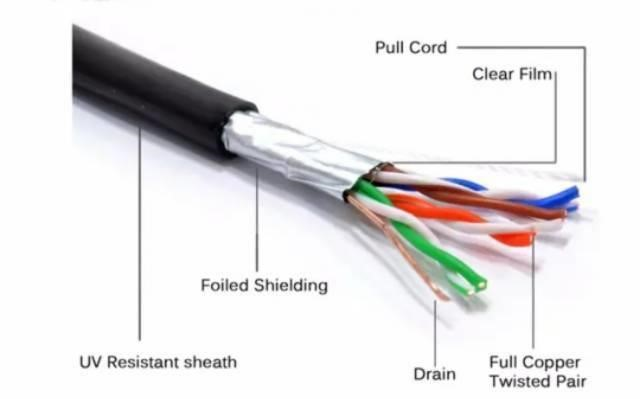 Pull Cord
Clear Film
Foiled Shielding
UV Resistant sheath
Drain
Full Copper
Twisted Pair